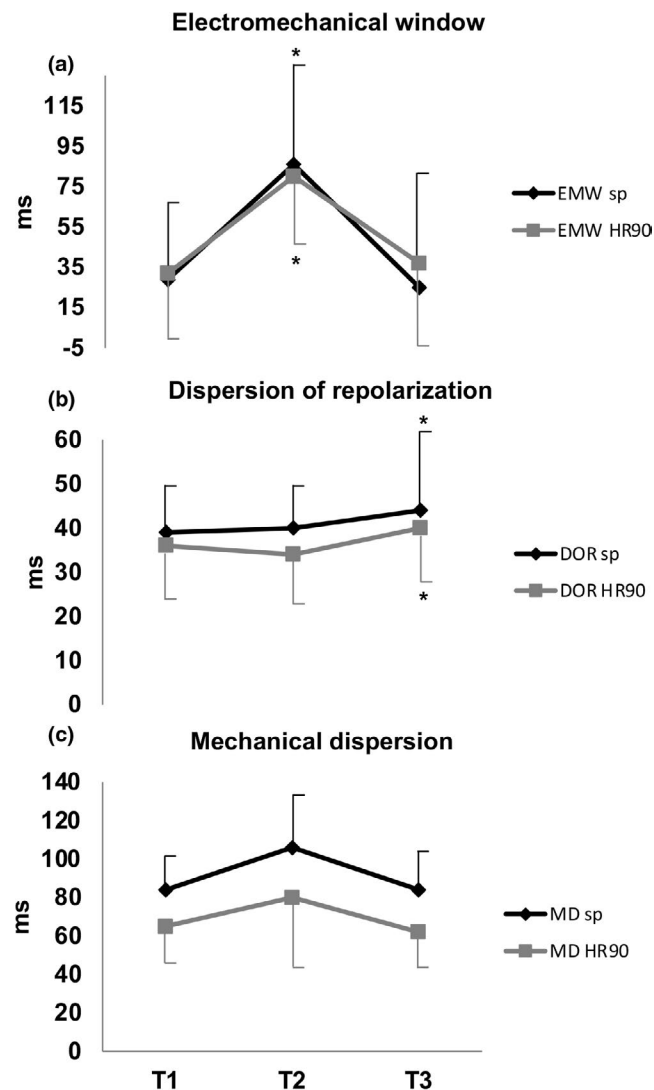 Electromechanical window
(a)
*
115
95
75
55
35
15
-5
ms
*
EMW sp
EMW HR90
Dispersion of repolarization
(b)
*
60
50
40
30
20
10
0
ms
*
DOR sp
DOR HR90
(c)
Mechanical dispersion
140
120
100
80
60
40
20
0
ms
MD sp
MD HR90
T1 T2 T3